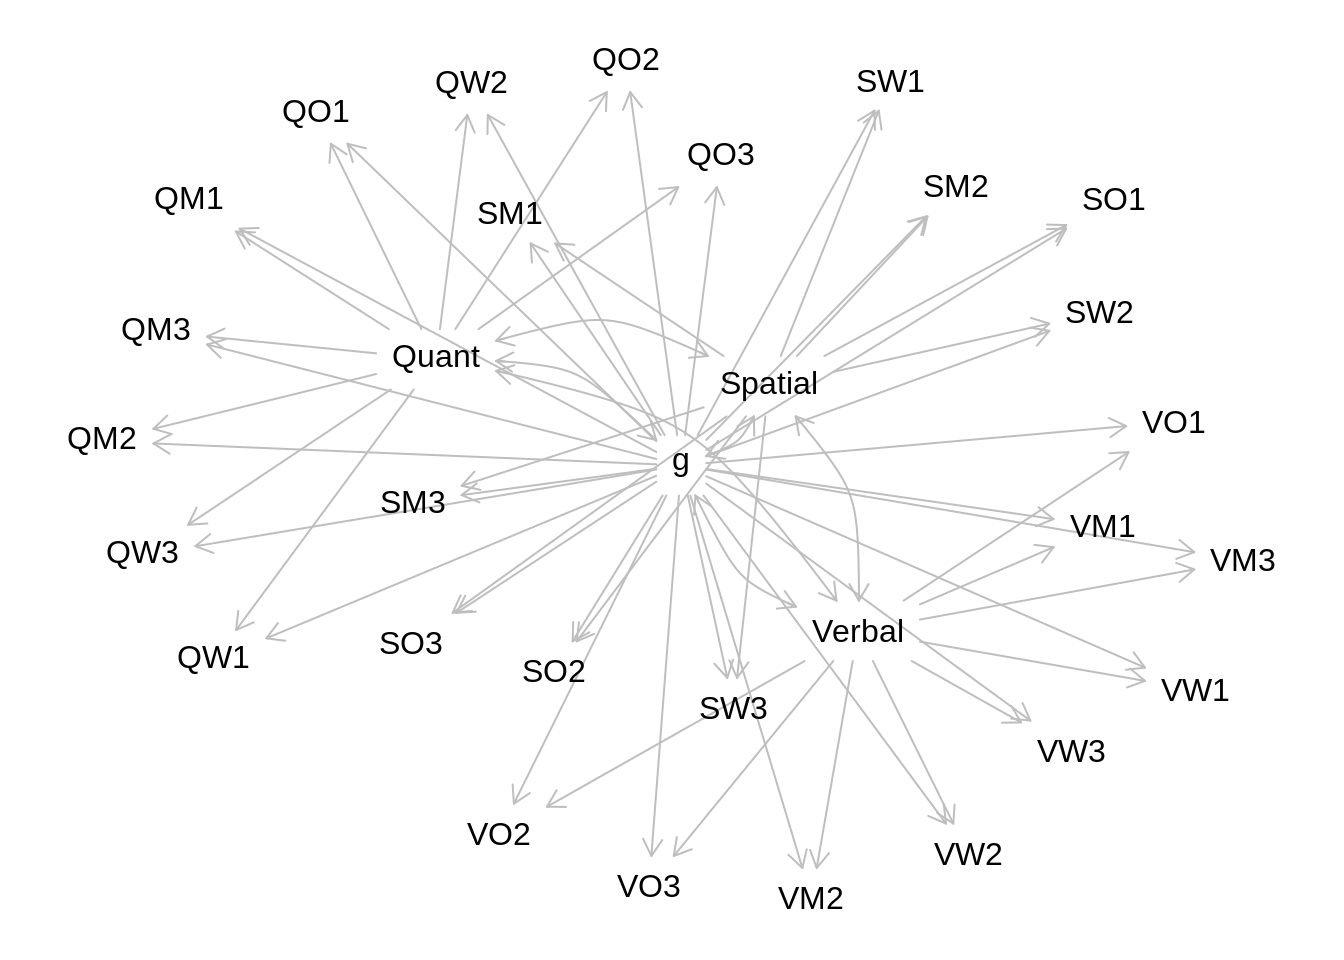 QO2
QW2
SW1
QO1
QO3
SM2
QM1
SO1
SM1
SW2
QM3
Quant
Spatial
VO1
QM2
g
SM3
VM1
QW3
VM3
Verbal
SO3
QW1
SO2
VW1
SW3
VW3
VO2
VW2
VO3
VM2